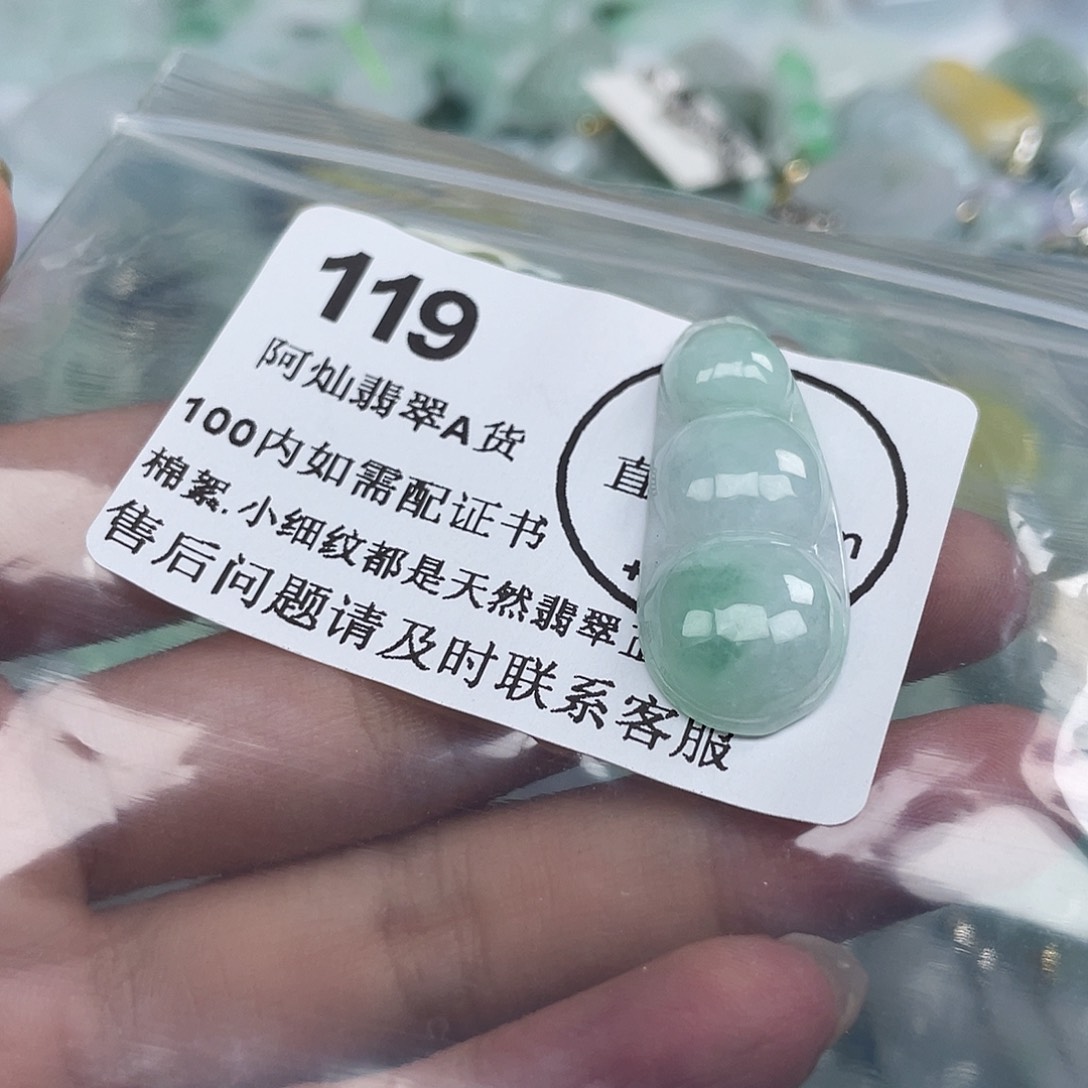 119
阿灿翡翠A货
100内如需配证书
棉絮.小细纹都是天然翡翠
售后问题请及时联系客服
直